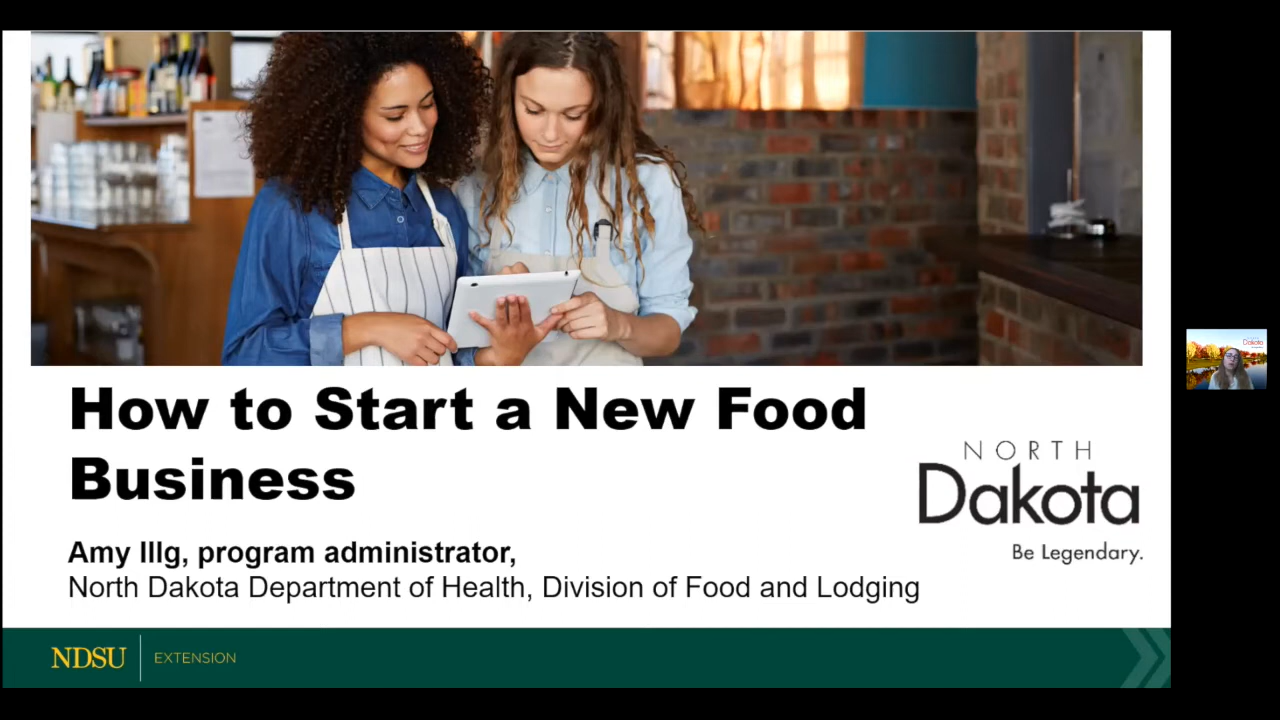 How to Start a New Food
Business
Amy Illg, program administrator,
North Dakota Department of Health, Division of Food and Lodging
NORTH
Dakota
Be Legendary.
NDSU EXTENSION
Dakota